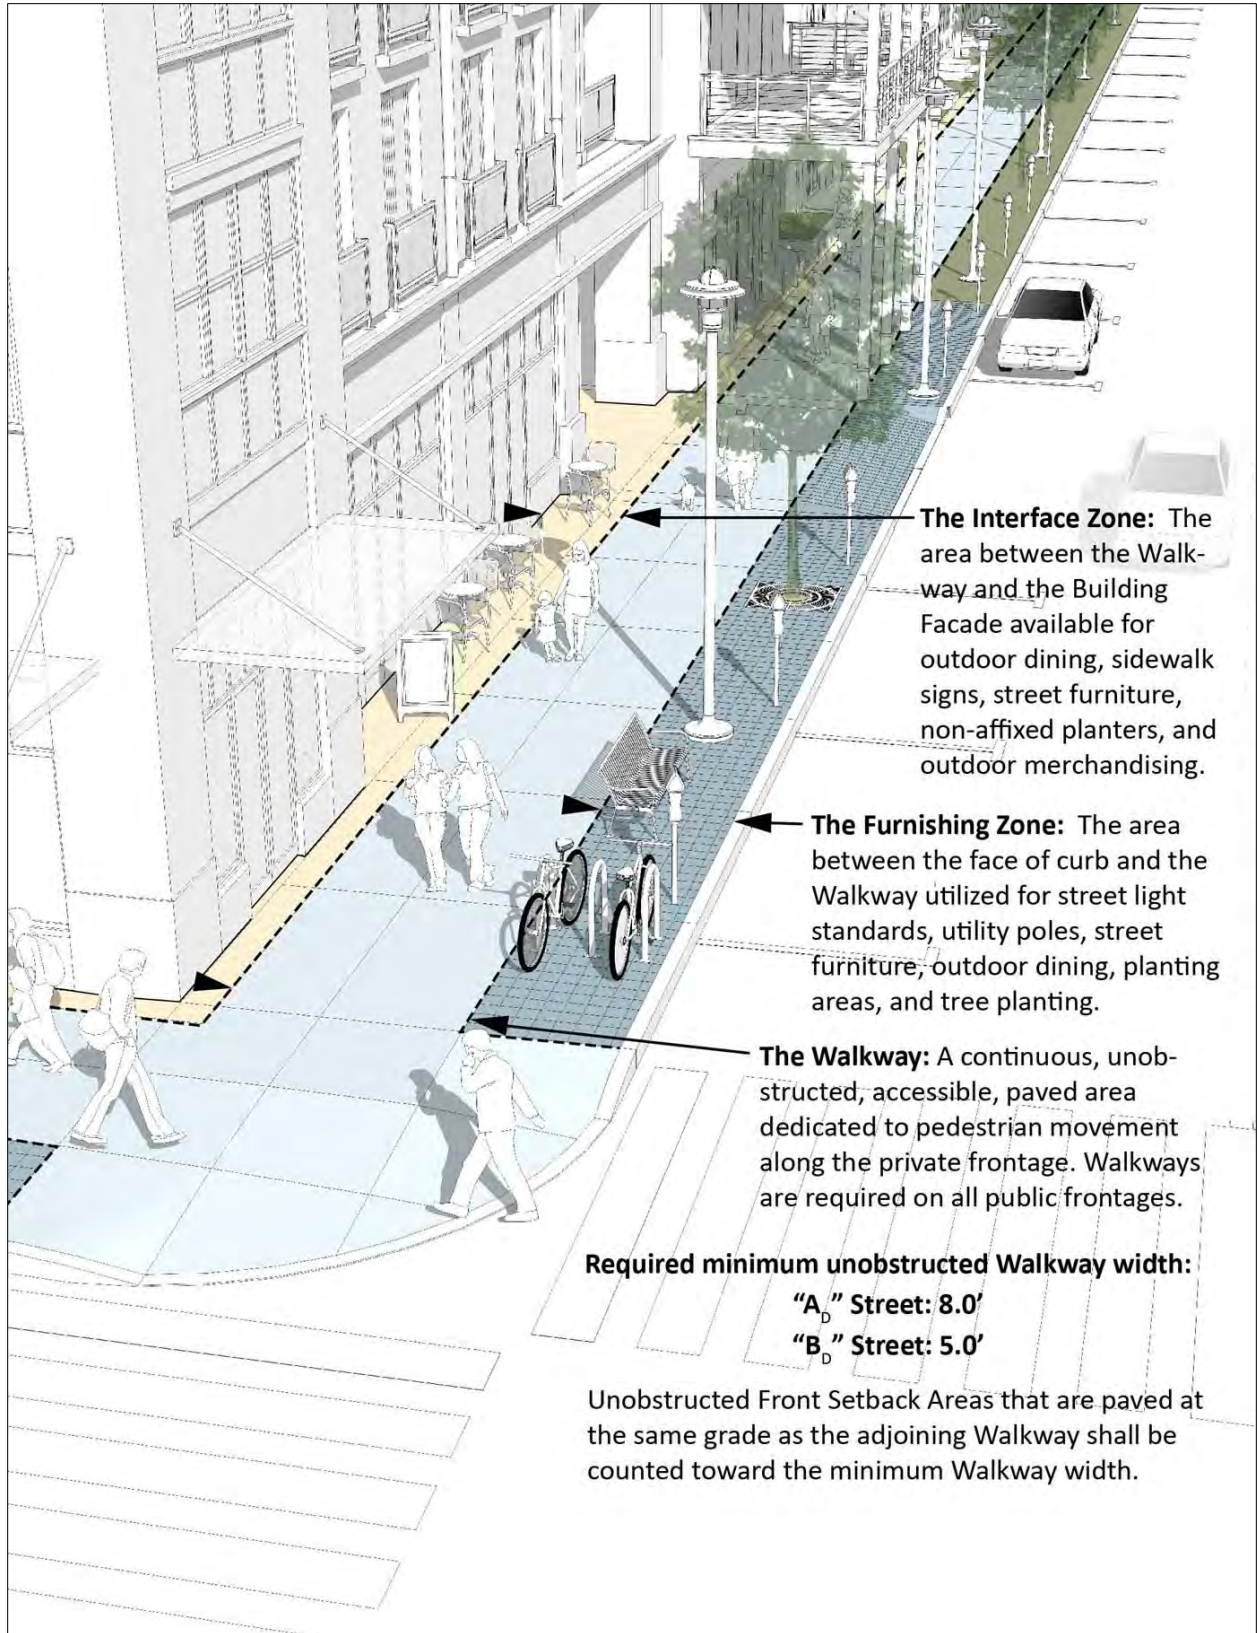 The Interface Zone: The
area between the Walk-
way and the Building
Facade available for
outdoor dining, sidewalk
signs, street furniture,
non-affixed planters, and
outdoor merchandising.
The Furnishing Zone: The area
between the face of curb and the
Walkway utilized for street light
standards, utility poles, street
furniture, outdoor dining, planting
areas, and tree planting.
The Walkway: A continuous, unob-
structed, accessible, paved area
dedicated to pedestrian movement
along the private frontage. Walkways
are required on all public frontages.
Required minimum unobstructed Walkway width:
“A_D” Street: 8.0’
“B_D” Street: 5.0’
Unobstructed Front Setback Areas that are paved at
the same grade as the adjoining Walkway shall be
counted toward the minimum Walkway width.